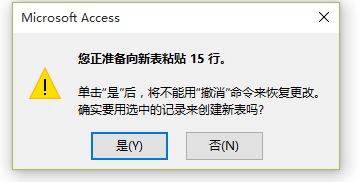 Microsoft Access
您正准备向新表粘贴 15 行。
单击“是”后，将不能用“撤消”命令来恢复更改。
确实要用选中的记录来创建新表吗?
是(Y)
否(N)